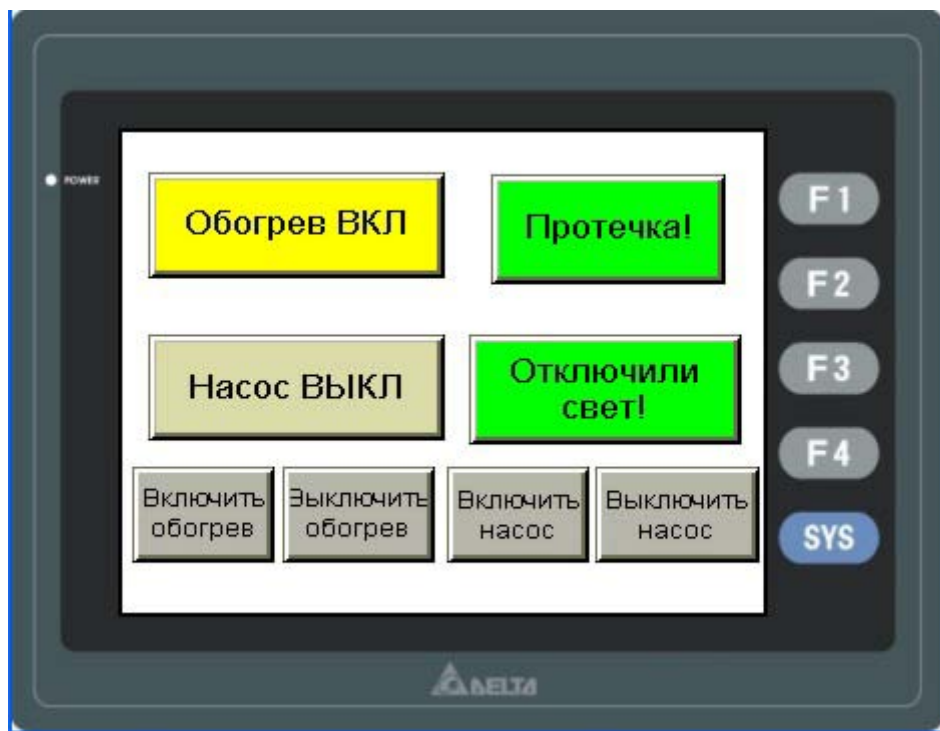 POWER
Обогрев ВКЛ
Протечка!
Насос ВЫКЛ
Отключили
свет!
Включить
обогрев
Выключить
обогрев
Включить
насос
Выключить
насос
F1
F2
F3
F4
SYS
DELTA